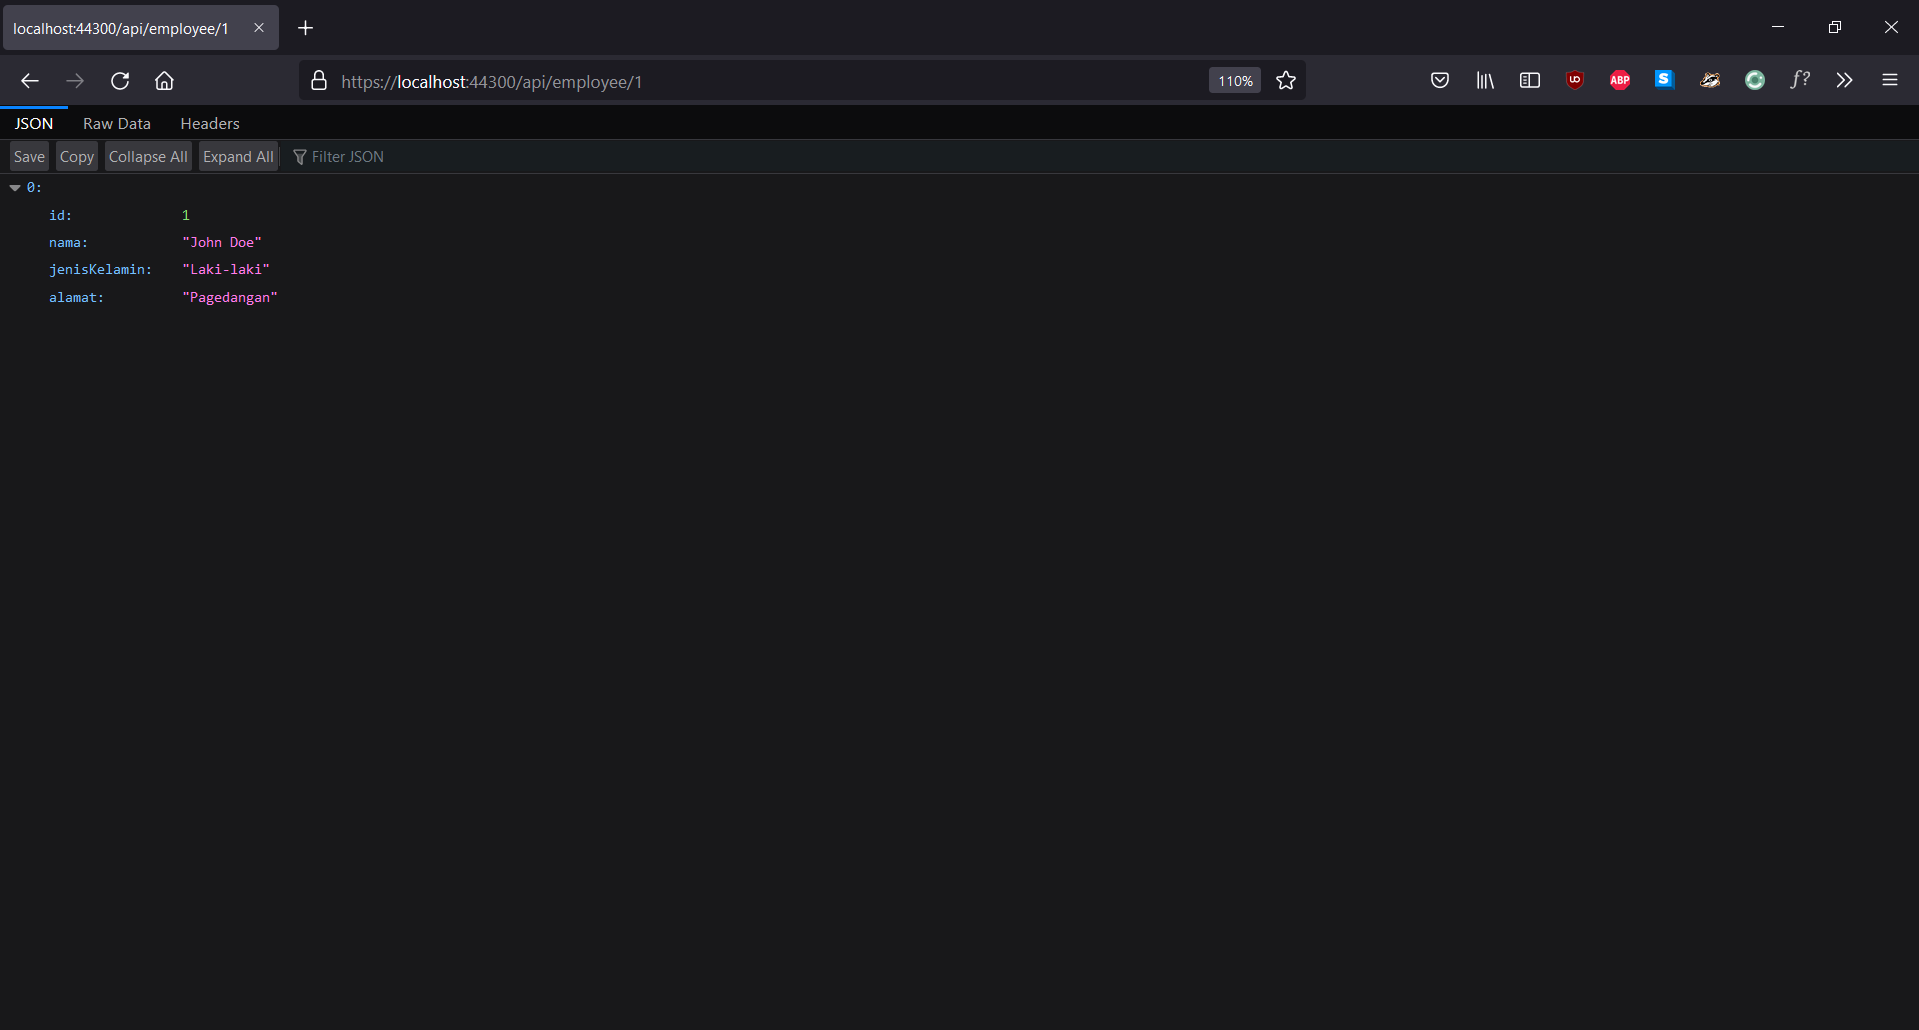 localhost:44300/api/employee/1
https://localhost:44300/api/employee/1 110% UO ABP S f?
JSON Raw Data Headers
Save Copy Collapse All Expand All Filter JSON
0:
id: 1
nama: "John Doe"
jenisKelamin: "Laki-laki"
alamat: "Pagedangan"